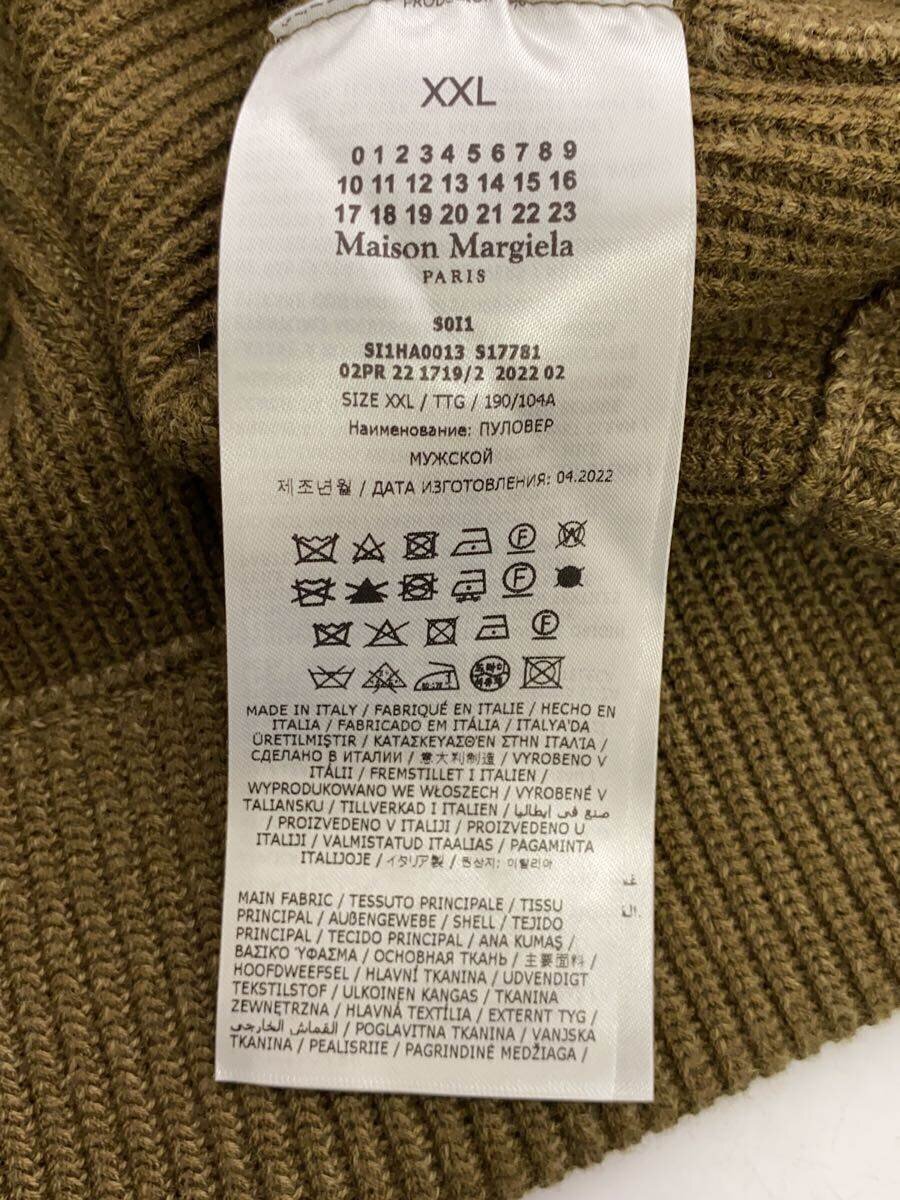 XXL
0 1 2 3 4 5 6 7 8 9
10 11 12 13 14 15 16
17 18 19 20 21 22 23
Maison Margiela
PARIS
S0I1
SI1HA0013 S17781
02PR 22 1719/2 2022 02
SIZE XXL / TTG / 190/104A
Наименование: ПУЛОВЕР
МУЖСКОЙ
제조년월 / ДАТА ИЗГОТОВЛЕНИЯ: 04.2022
F W
F
F
MADE IN ITALY / FABRIQUÉ EN ITALIE / HECHO EN
ITALIA / FABRICADO EM ITÁLIA / ITALYA'DA
ÜRETILMIŞTIR / ΚΑΤΑΣΚΕΥΑΣΘΈΝ ΣΤΗΝ ΙΤΑΛΊΑ /
СДЕЛАНО В ИТАЛИИ / 意大利制造 / VYROBENO V
ITÁLII / FREMSTILLET I ITALIEN /
WYPRODUKOWANO WE WŁOSZECH / VYROBENÉ V
TALIANSKU / TILLVERKAD I ITALIEN / صنع في ايطاليا
/ PROIZVEDENO V ITALIJI / PROIZVEDENO U
ITALIJI / VALMISTATUD ITAALIAS / PAGAMINTA
ITALIJOJE / イタリア製 / 원산지: 이탈리아
MAIN FABRIC / TESSUTO PRINCIPALE / TISSU
PRINCIPAL / AUßENGEWEBE / SHELL / TEJIDO
PRINCIPAL / TECIDO PRINCIPAL / ANA KUMAŞ /
ΒΑΣΙΚΌ ΎΦΑΣΜΑ / ОСНОВНАЯ ТКАНЬ / 主要面料 /
HOOFDWEEFSEL / HLAVNÍ TKANINA / UDVENDIGT
TEKSTILSTOF / ULKOINEN KANGAS / TKANINA
ZEWNĘTRZNA / HLAVNÁ TEXTÍLIA / EXTERNT TYG /
القماش الخارجي / POGLAVITNA TKANINA / VANJSKA
TKANINA / PEALISRIIE / PAGRINDINĖ MEDŽIAGA /